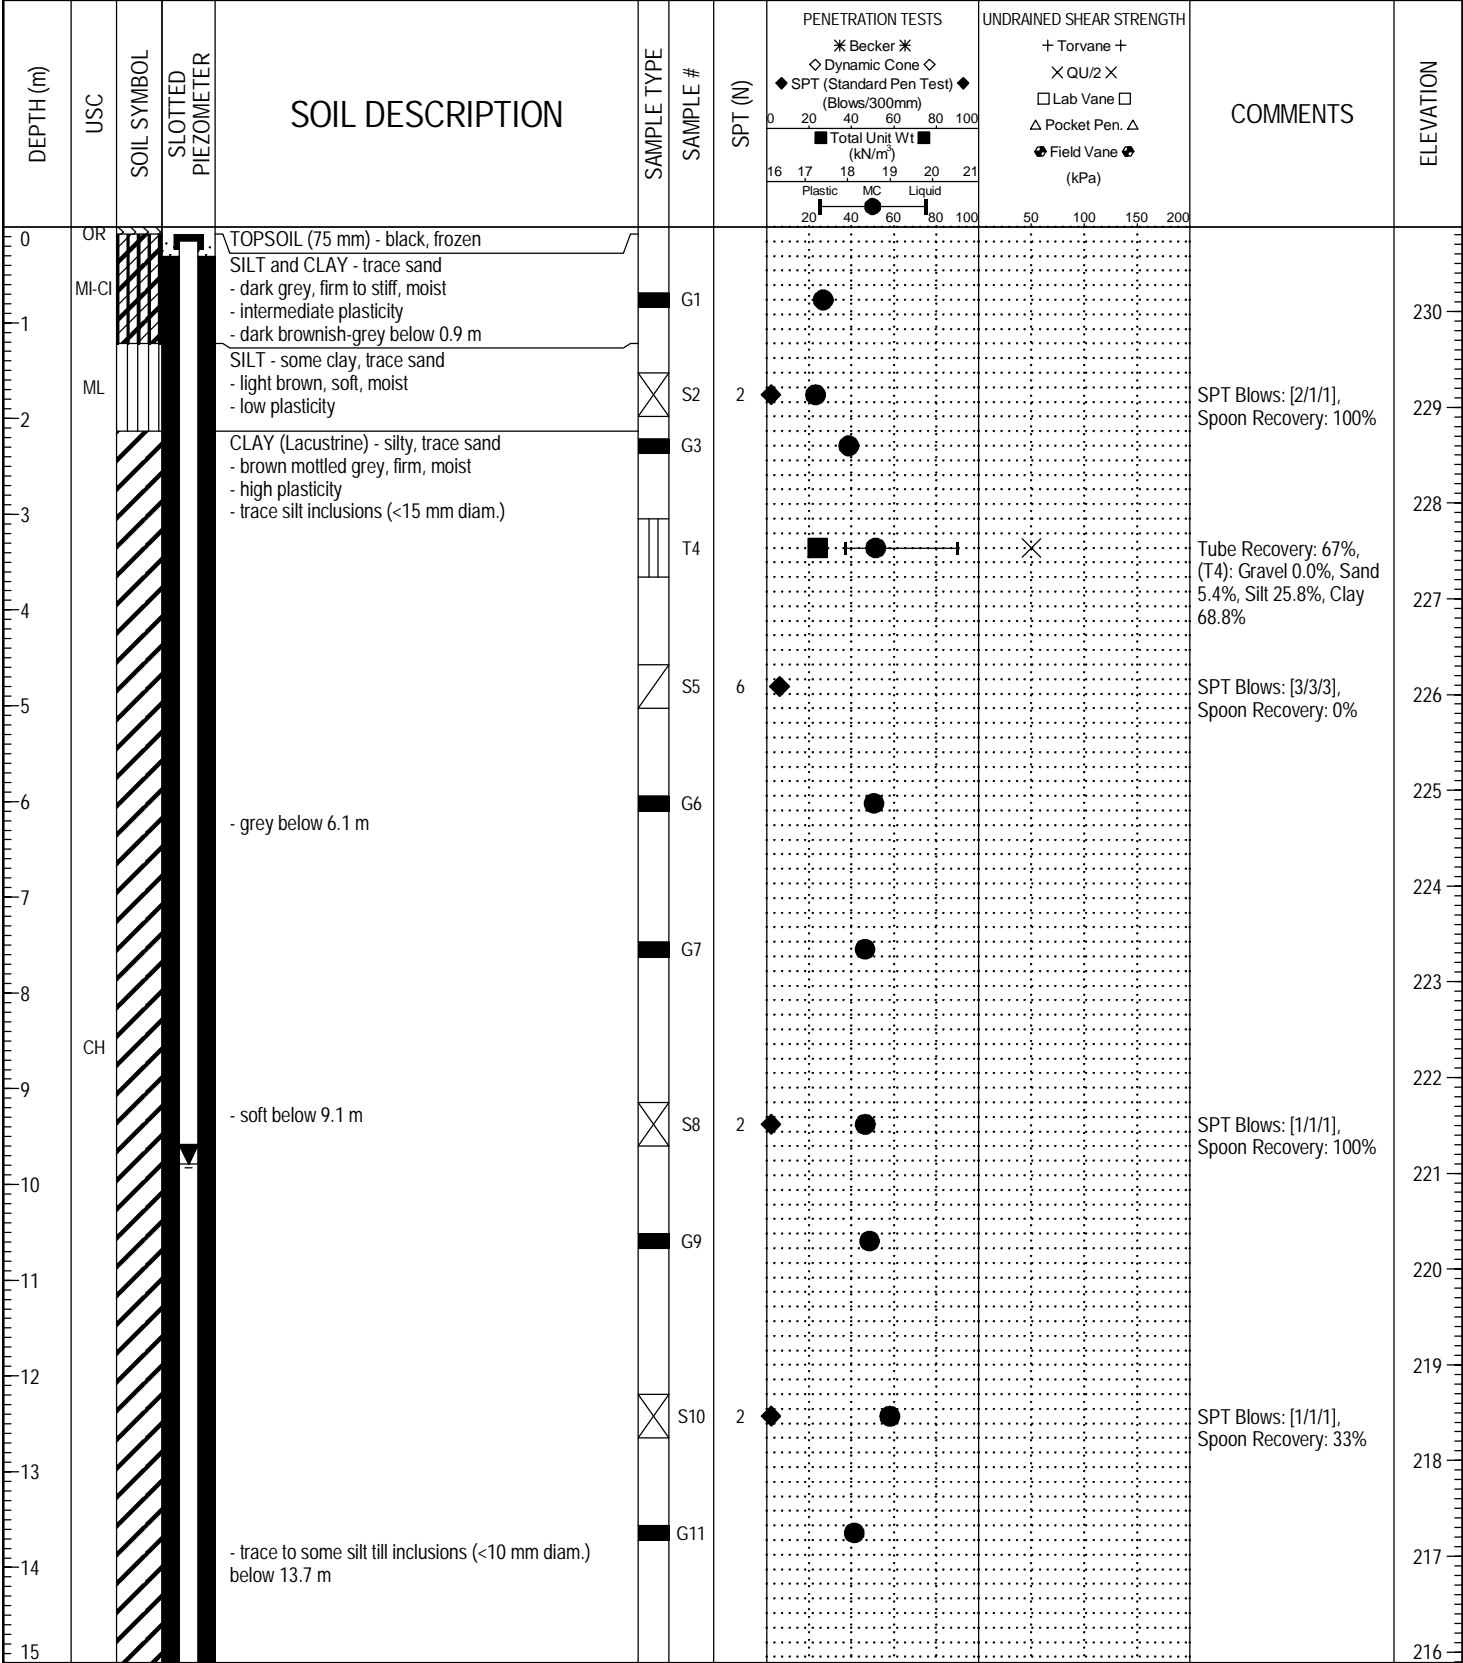 DEPTH (m)
USC
SOIL SYMBOL
SLOTTED
PIEZOMETER
SOIL DESCRIPTION
SAMPLE TYPE
SAMPLE #
SPT (N)
PENETRATION TESTS
✳ Becker ✳
◇ Dynamic Cone ◇
◆ SPT (Standard Pen Test) ◆
(Blows/300mm)
0 20 40 60 80 100
■ Total Unit Wt ■
(kN/m³)
16 17 18 19 20 21
Plastic MC Liquid
20 40 60 80 100
UNDRAINED SHEAR STRENGTH
+ Torvane +
× QU/2 ×
□ Lab Vane □
△ Pocket Pen. △
Field Vane
(kPa)
50 100 150 200
COMMENTS
ELEVATION
0
OR
TOPSOIL (75 mm) - black, frozen
MI-CI
SILT and CLAY - trace sand
- dark grey, firm to stiff, moist
- intermediate plasticity
- dark brownish-grey below 0.9 m
G1
230
1
ML
SILT - some clay, trace sand
- light brown, soft, moist
- low plasticity
S2
2
SPT Blows: [2/1/1],
Spoon Recovery: 100%
229
2
CLAY (Lacustrine) - silty, trace sand
- brown mottled grey, firm, moist
- high plasticity
- trace silt inclusions (<15 mm diam.)
G3
228
3
T4
Tube Recovery: 67%,
(T4): Gravel 0.0%, Sand
5.4%, Silt 25.8%, Clay
68.8%
227
4
S5
6
SPT Blows: [3/3/3],
Spoon Recovery: 0%
226
5
225
6
G6
- grey below 6.1 m
224
7
G7
223
8
CH
222
9
- soft below 9.1 m
S8
2
SPT Blows: [1/1/1],
Spoon Recovery: 100%
221
10
G9
220
11
219
12
S10
2
SPT Blows: [1/1/1],
Spoon Recovery: 33%
218
13
G11
- trace to some silt till inclusions (<10 mm diam.)
below 13.7 m
217
14
216
15